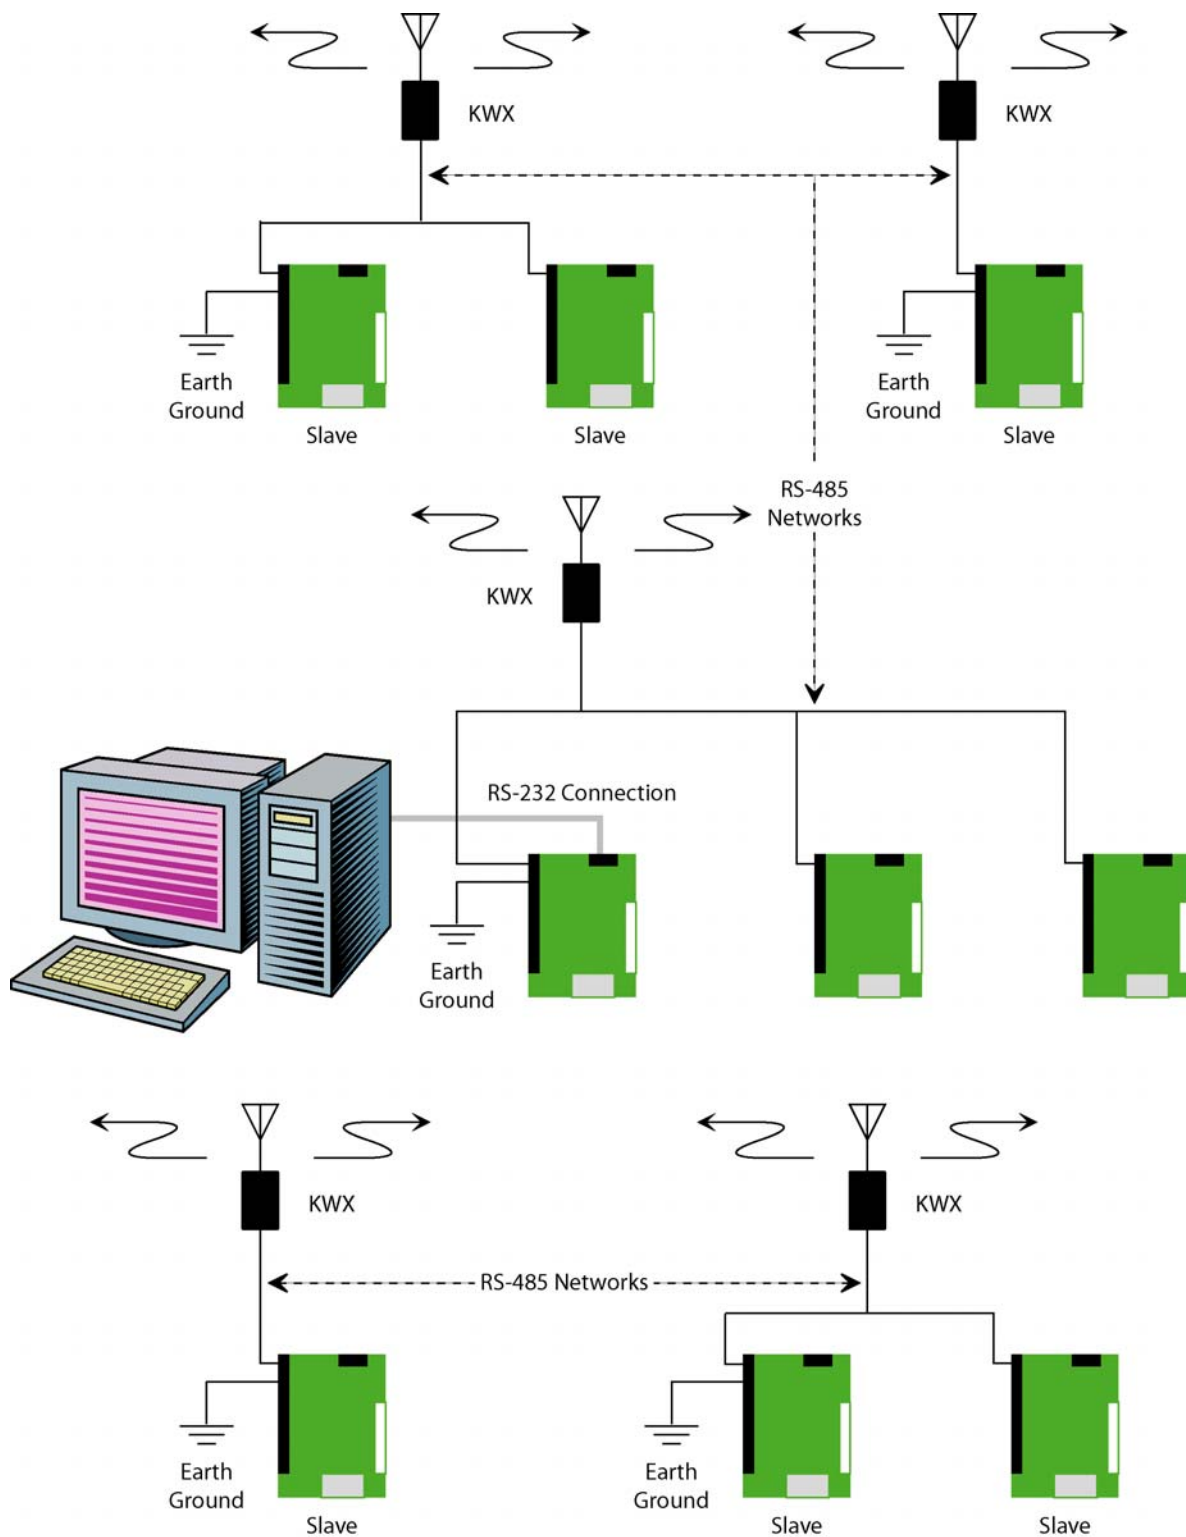 KWX
KWX
Earth
Ground
Slave
Slave
Earth
Ground
Slave
RS-485
Networks
KWX
RS-232 Connection
Earth
Ground
KWX
KWX
RS-485 Networks
Earth
Ground
Slave
Earth
Ground
Slave
Slave